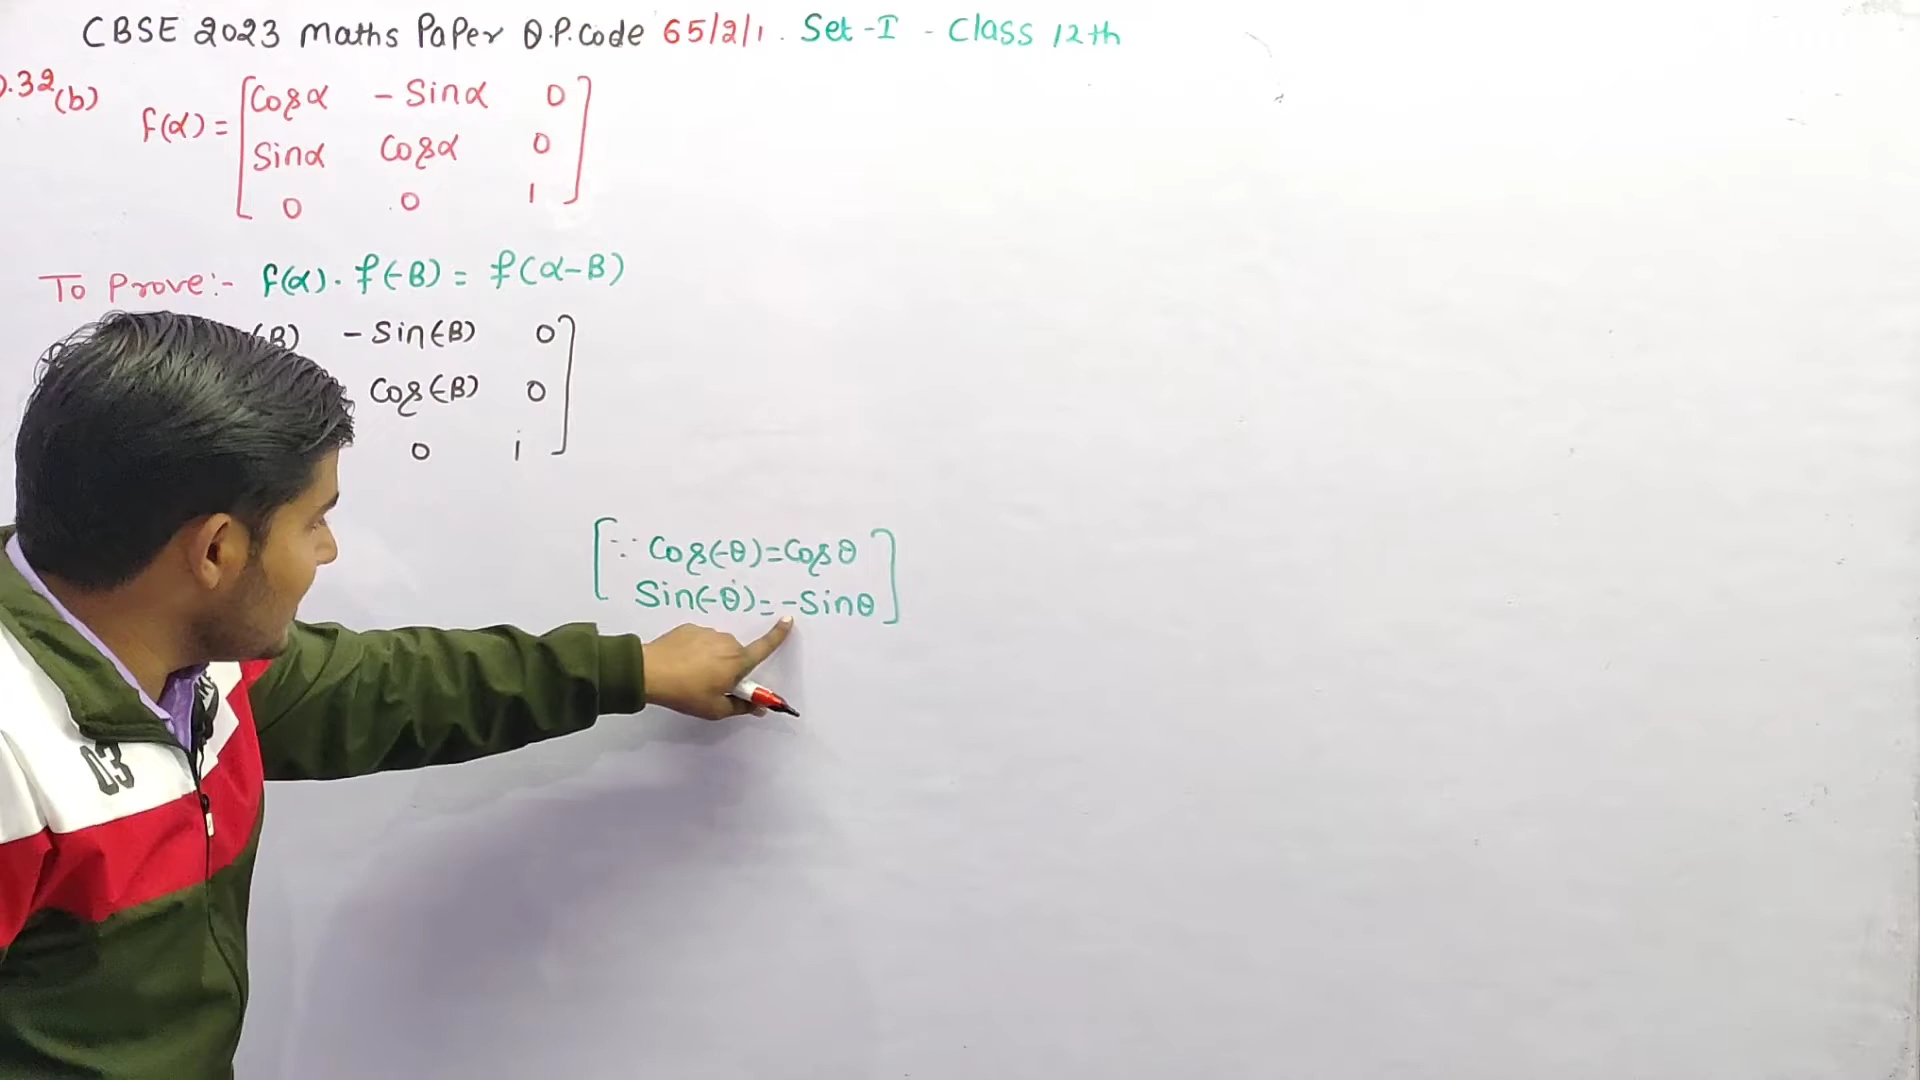 CBSE 2023 Maths Paper Q.P. Code 65/2/1. Set-I - Class 12th
.32(b)
f(α) = [Cosα -Sinα 0
Sinα Cosα 0
0 0 1]
To Prove:- f(α).f(-β) = f(α-β)
(-β) -Sin(-β) 0]
Cos(-β) 0
0 1
[∵ Cos(-θ)=Cosθ
Sin(-θ)=-Sinθ]
03